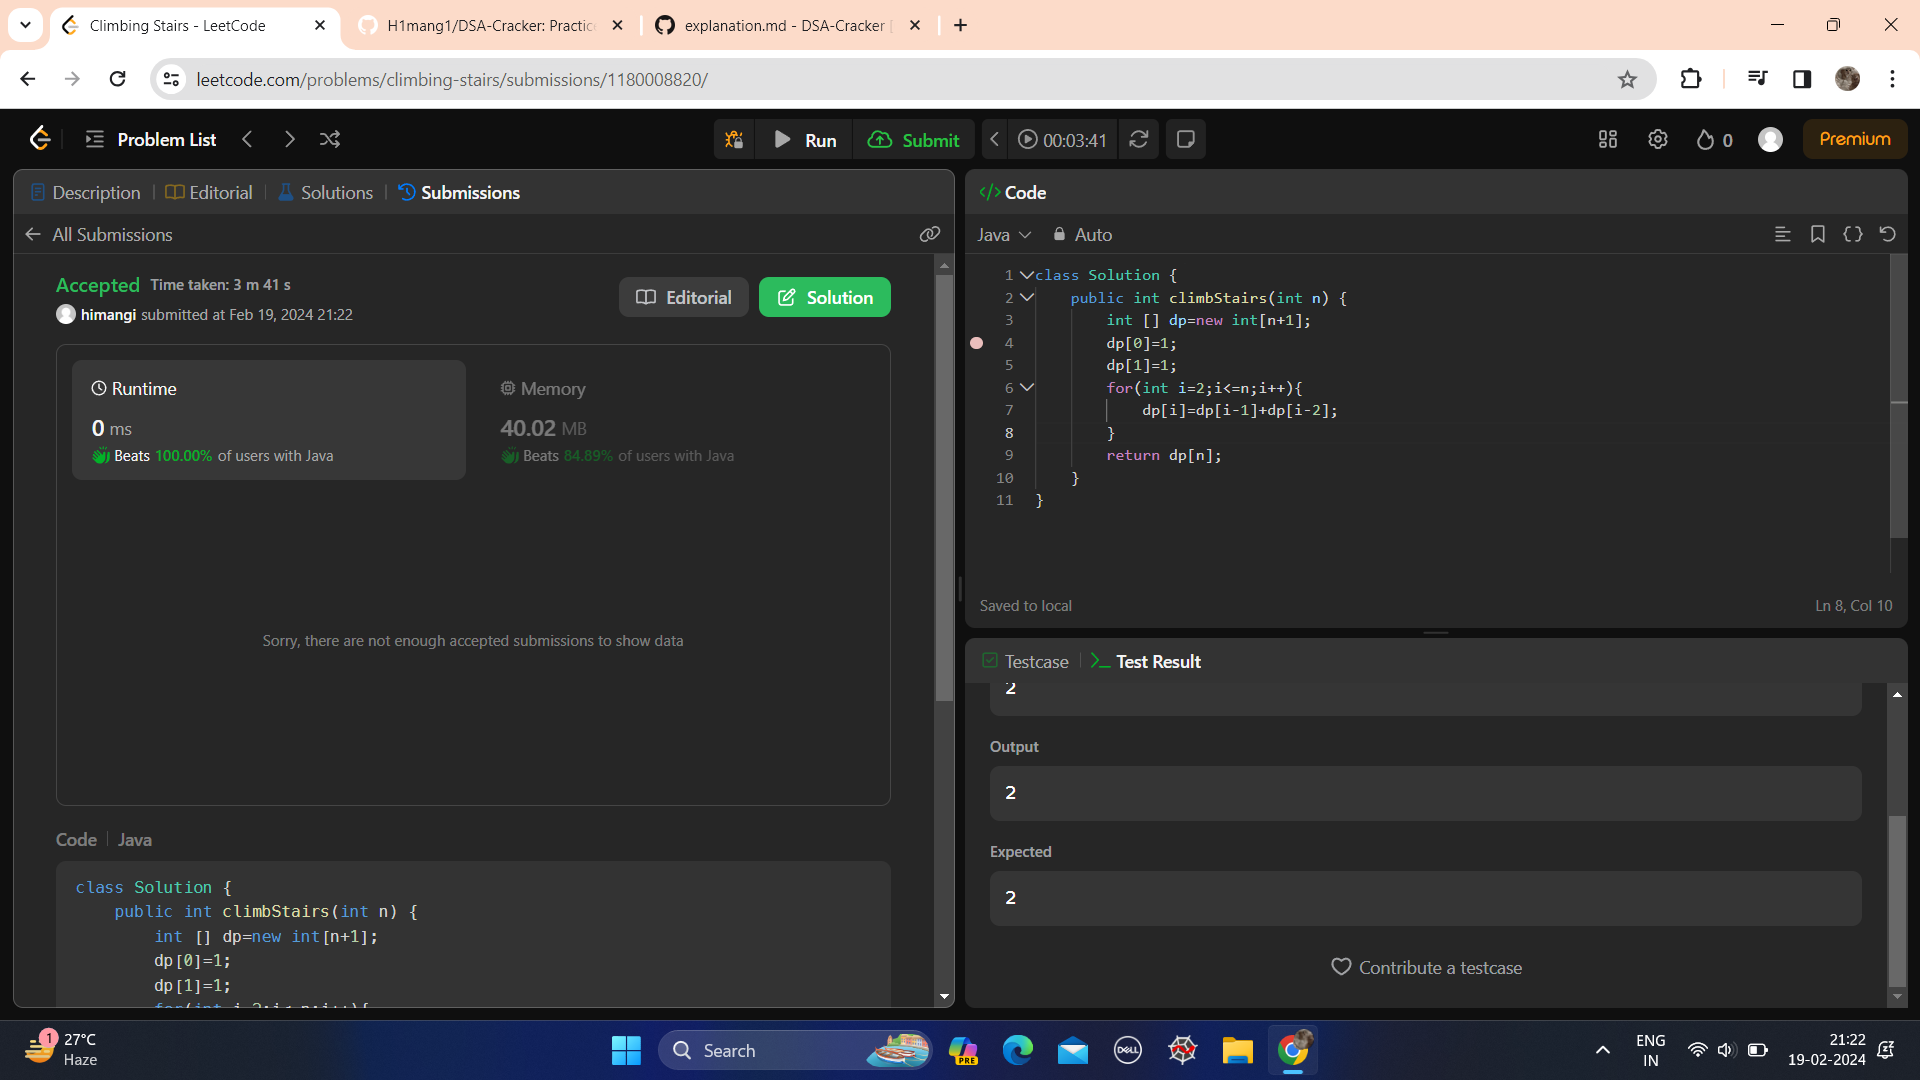 Climbing Stairs - LeetCode
H1mang1/DSA-Cracker: Practic
explanation.md - DSA-Cracker
leetcode.com/problems/climbing-stairs/submissions/1180008820/
Problem List
Run
Submit
00:03:41
0
Premium
Description
Editorial
Solutions
Submissions
All Submissions
Accepted Time taken: 3 m 41 s
himangi submitted at Feb 19, 2024 21:22
Editorial
Solution
Runtime
0 ms
Beats 100.00% of users with Java
Memory
40.02 MB
Beats 84.89% of users with Java
Sorry, there are not enough accepted submissions to show data
Code
Java
class Solution {
public int climbStairs(int n) {
int [] dp=new int[n+1];
dp[0]=1;
dp[1]=1;
for(int i=2;i<=n;i++){
</> Code
Java
Auto
1 class Solution {
2 public int climbStairs(int n) {
3 int [] dp=new int[n+1];
4 dp[0]=1;
5 dp[1]=1;
6 for(int i=2;i<=n;i++){
7 dp[i]=dp[i-1]+dp[i-2];
8 }
9 return dp[n];
10 }
11 }
Saved to local
Ln 8, Col 10
Testcase
Test Result
2
Output
2
Expected
2
Contribute a testcase
1
27°C
Haze
Search
PRE
DELL
ENG
IN
21:22
19-02-2024